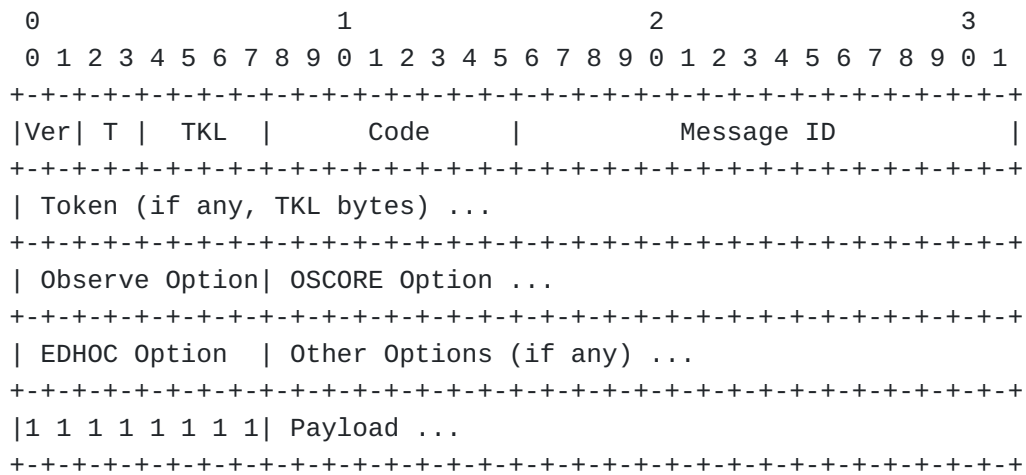 0                   1                   2                   3
 0 1 2 3 4 5 6 7 8 9 0 1 2 3 4 5 6 7 8 9 0 1 2 3 4 5 6 7 8 9 0 1
+-+-+-+-+-+-+-+-+-+-+-+-+-+-+-+-+-+-+-+-+-+-+-+-+-+-+-+-+-+-+-+-+
|Ver| T |  TKL  |      Code     |          Message ID           |
+-+-+-+-+-+-+-+-+-+-+-+-+-+-+-+-+-+-+-+-+-+-+-+-+-+-+-+-+-+-+-+-+
| Token (if any, TKL bytes) ...
+-+-+-+-+-+-+-+-+-+-+-+-+-+-+-+-+-+-+-+-+-+-+-+-+-+-+-+-+-+-+-+-+
| Observe Option| OSCORE Option ...
+-+-+-+-+-+-+-+-+-+-+-+-+-+-+-+-+-+-+-+-+-+-+-+-+-+-+-+-+-+-+-+-+
| EDHOC Option  | Other Options (if any) ...
+-+-+-+-+-+-+-+-+-+-+-+-+-+-+-+-+-+-+-+-+-+-+-+-+-+-+-+-+-+-+-+-+
|1 1 1 1 1 1 1 1| Payload ...
+-+-+-+-+-+-+-+-+-+-+-+-+-+-+-+-+-+-+-+-+-+-+-+-+-+-+-+-+-+-+-+-+